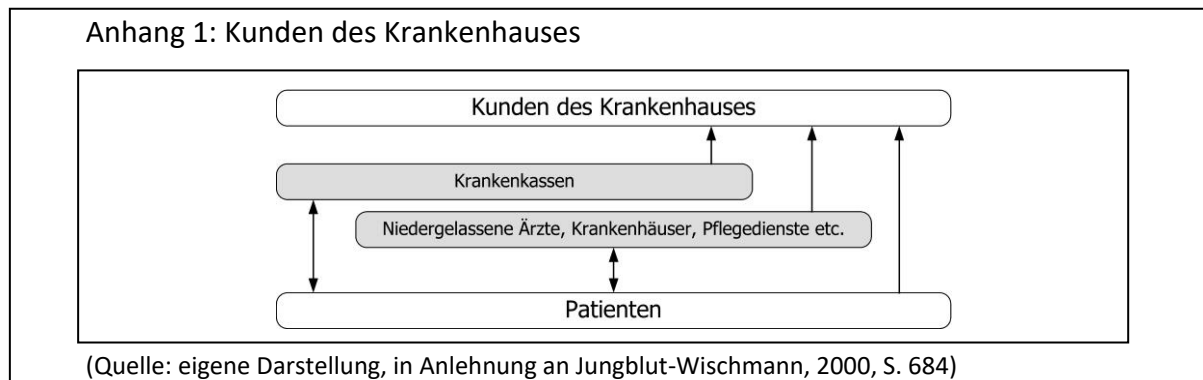 Anhang 1: Kunden des Krankenhauses
Kunden des Krankenhauses
Krankenkassen
Niedergelassene Ärzte, Krankenhäuser, Pflegedienste etc.
Patienten
(Quelle: eigene Darstellung, in Anlehnung an Jungblut-Wischmann, 2000, S. 684)